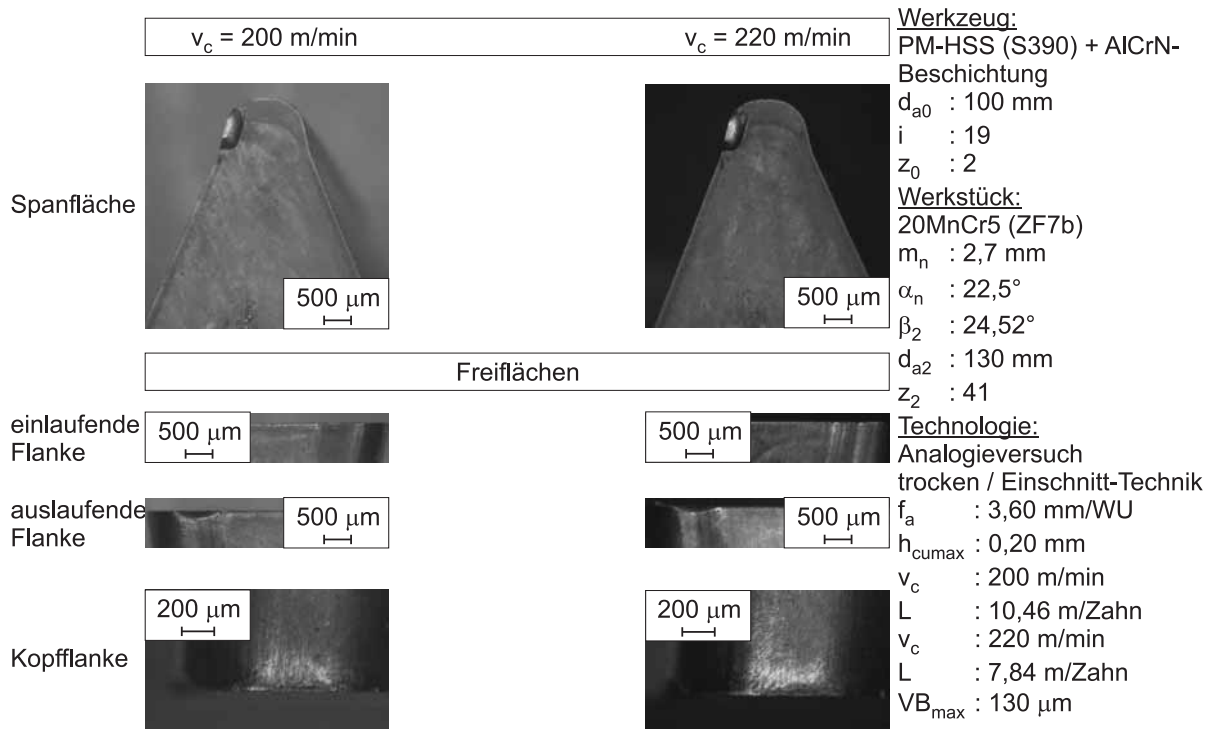 v_c = 200 m/min
v_c = 220 m/min
Spanfläche
500 μm
500 μm
Freiflächen
einlaufende
Flanke
500 μm
500 μm
auslaufende
Flanke
500 μm
500 μm
Kopfflanke
200 μm
200 μm
Werkzeug:
PM-HSS (S390) + AlCrN-
Beschichtung
d_a0 : 100 mm
i : 19
z_0 : 2
Werkstück:
20MnCr5 (ZF7b)
m_n : 2,7 mm
α_n : 22,5°
β_2 : 24,52°
d_a2 : 130 mm
z_2 : 41
Technologie:
Analogieversuch
trocken / Einschnitt-Technik
f_a : 3,60 mm/WU
h_cumax : 0,20 mm
v_c : 200 m/min
L : 10,46 m/Zahn
v_c : 220 m/min
L : 7,84 m/Zahn
VB_max : 130 μm